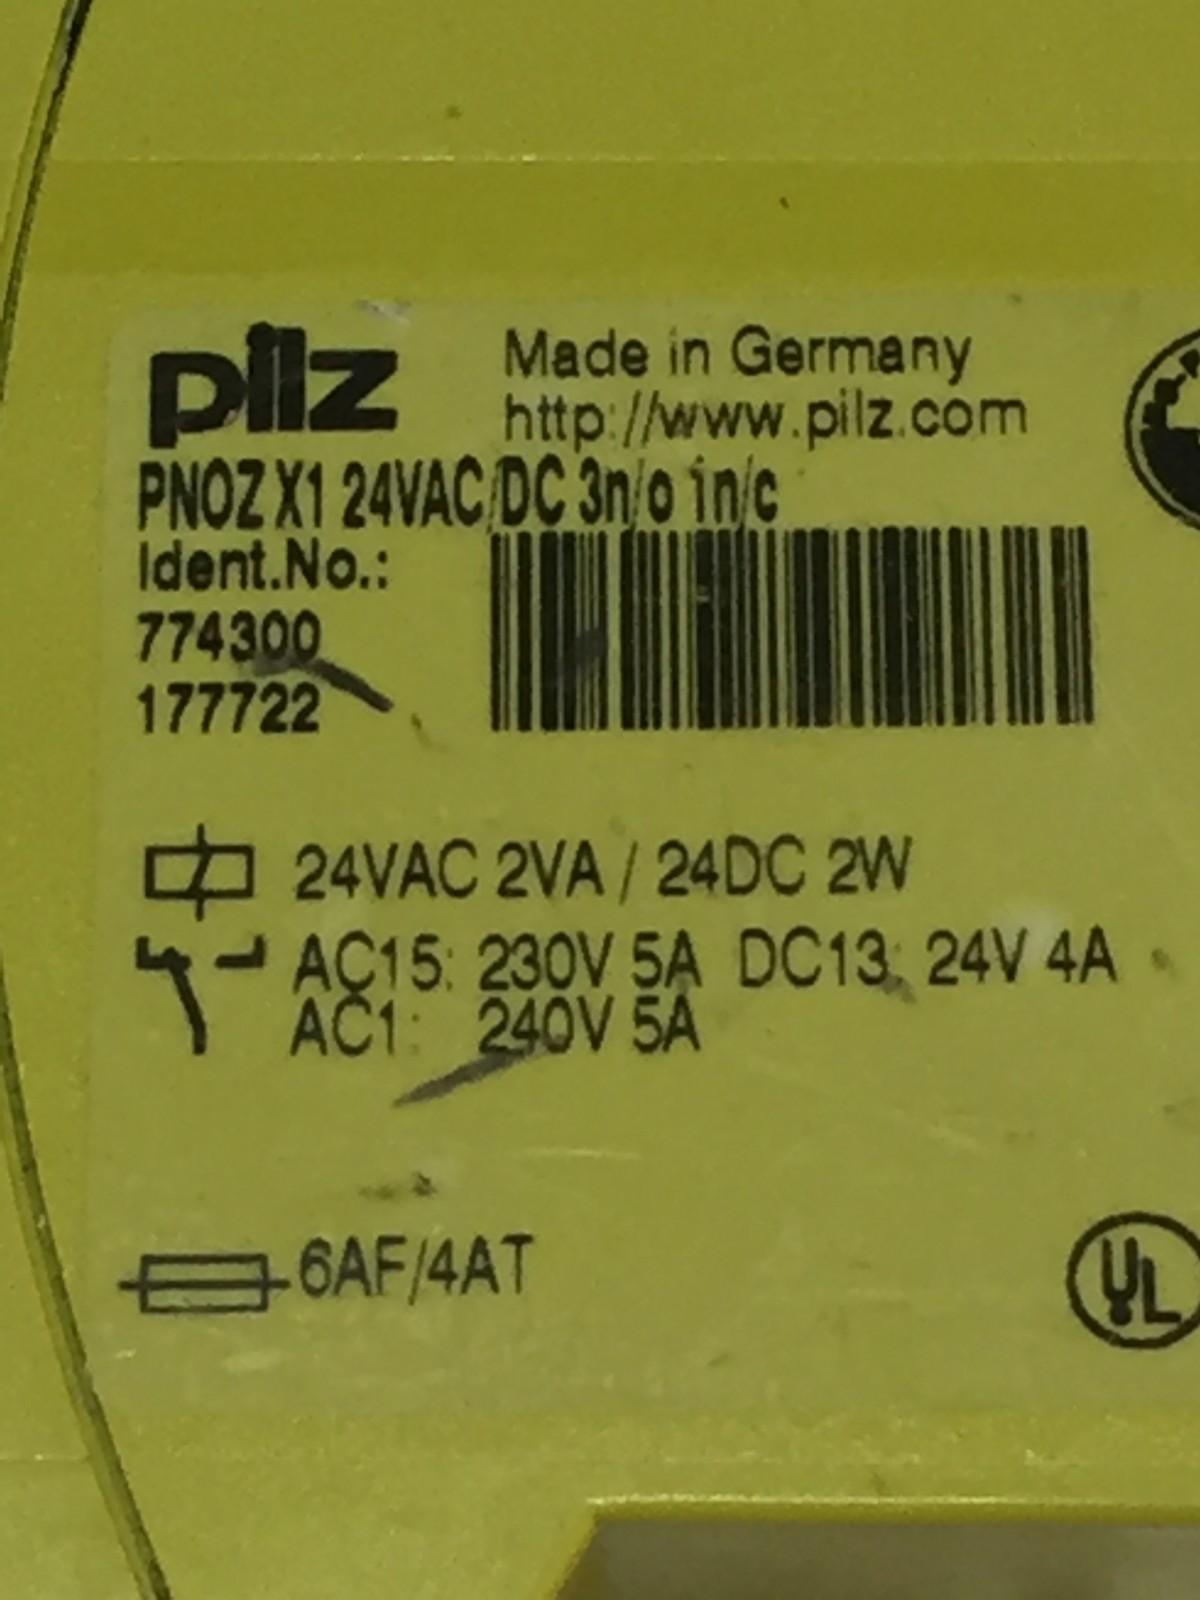 pilz
Made in Germany
http://www.pilz.com
PNOZ X1 24VAC/DC 3n/o 1n/c
Ident.No.:
774300
177722
24VAC 2VA / 24DC 2W
AC15: 230V 5A DC13: 24V 4A
AC1: 240V 5A
6AF/4AT
UL